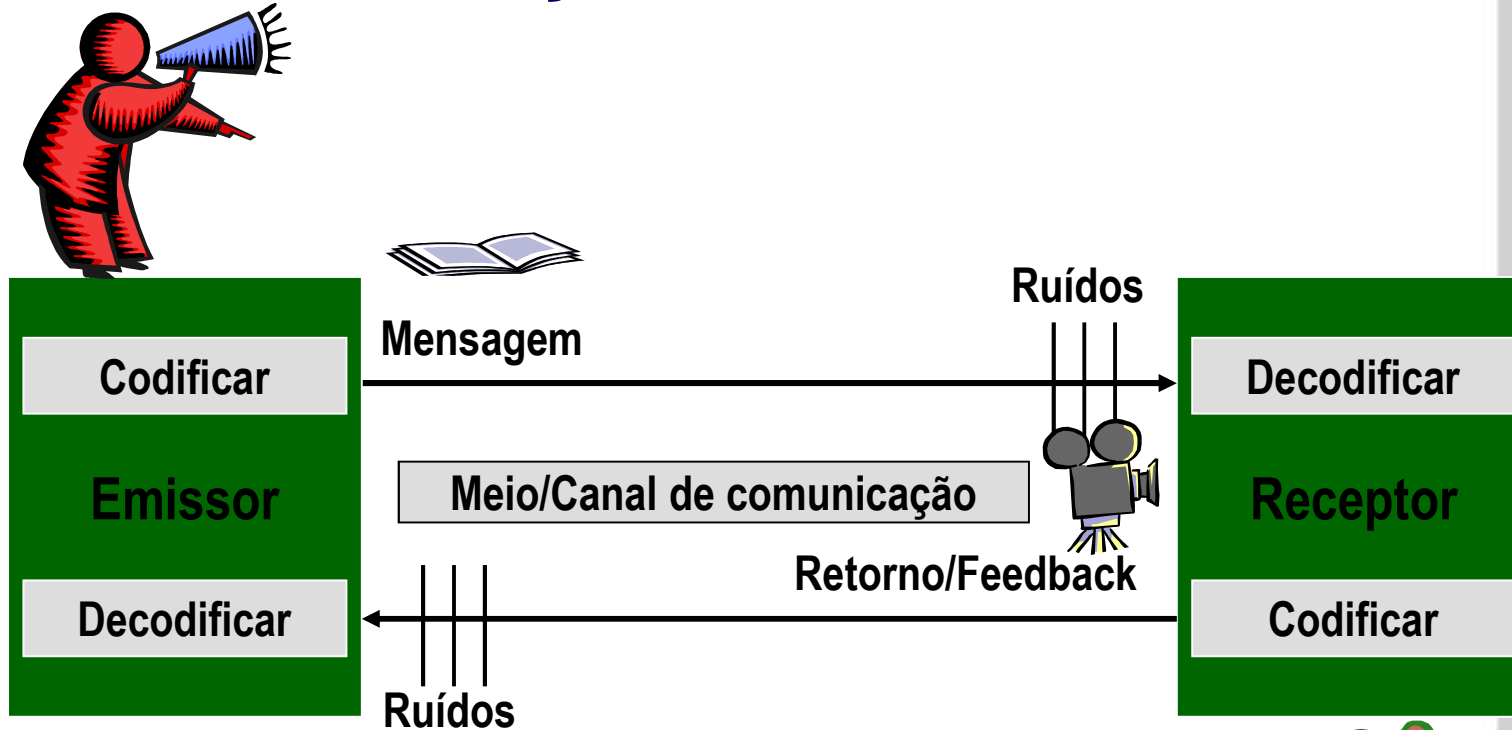 Ruídos
Mensagem
Codificar
Decodificar
Emissor
Meio/Canal de comunicação
Receptor
Retorno/Feedback
Decodificar
Codificar
Ruídos